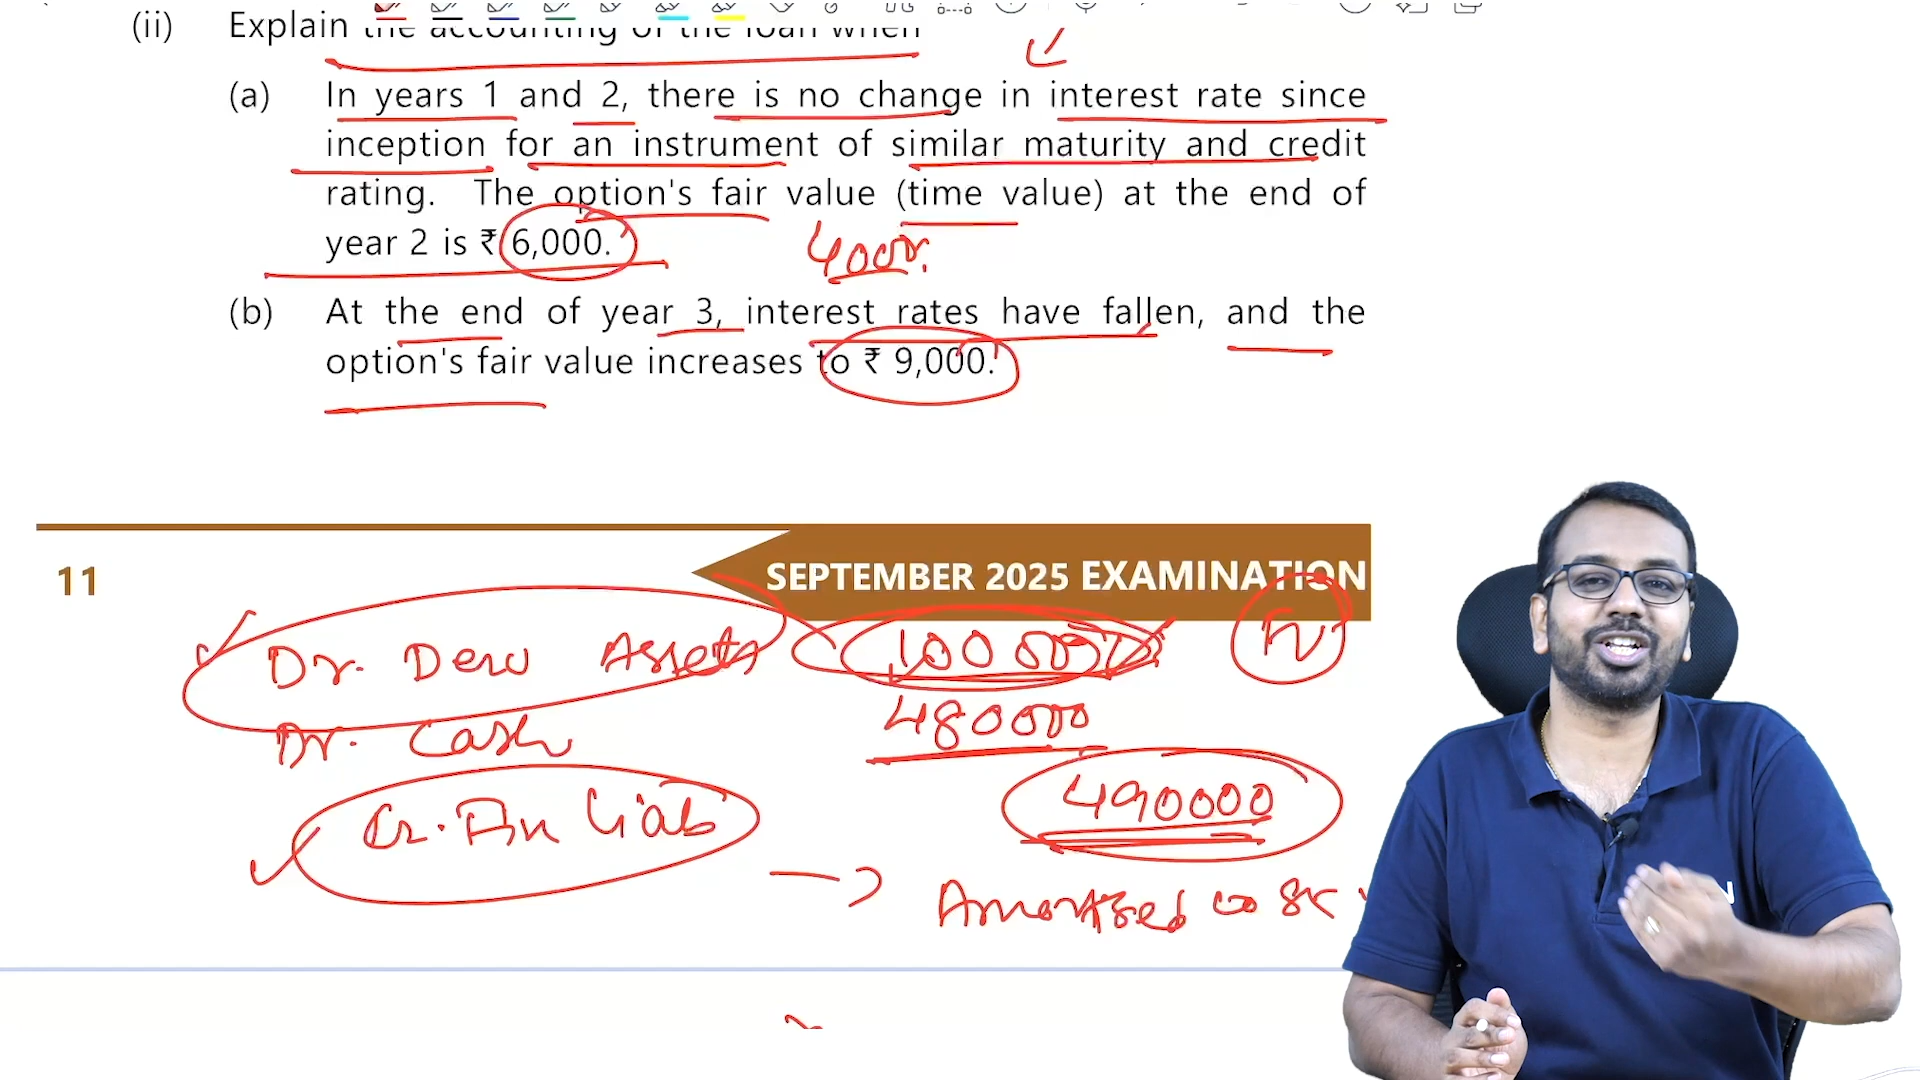 (ii) Explain the accounting of the loan when
(a) In years 1 and 2, there is no change in interest rate since
inception for an instrument of similar maturity and credit
rating. The option's fair value (time value) at the end of
year 2 is ₹ 6,000.
4000
(b) At the end of year 3, interest rates have fallen, and the
option's fair value increases to ₹ 9,000.
11
SEPTEMBER 2025 EXAMINATION
Dr. Derv Assets 10000 FV
Dr. Cash 480000
Cr. Fin Liab 490000
Amortised cost